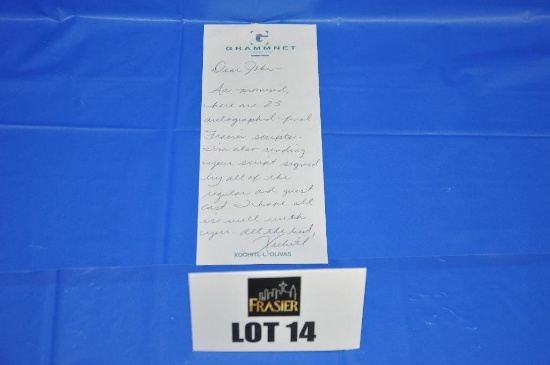 GRAMMNET
Dear John -
As promised,
here are 25
autographed final
Frasier scripts.
I'm also sending
your script signed
by all of the
regular and guest
cast. I hope all
is well with
you. All the best,
Xochitl
XOCHITL L. OLIVAS
FRASIER
LOT 14